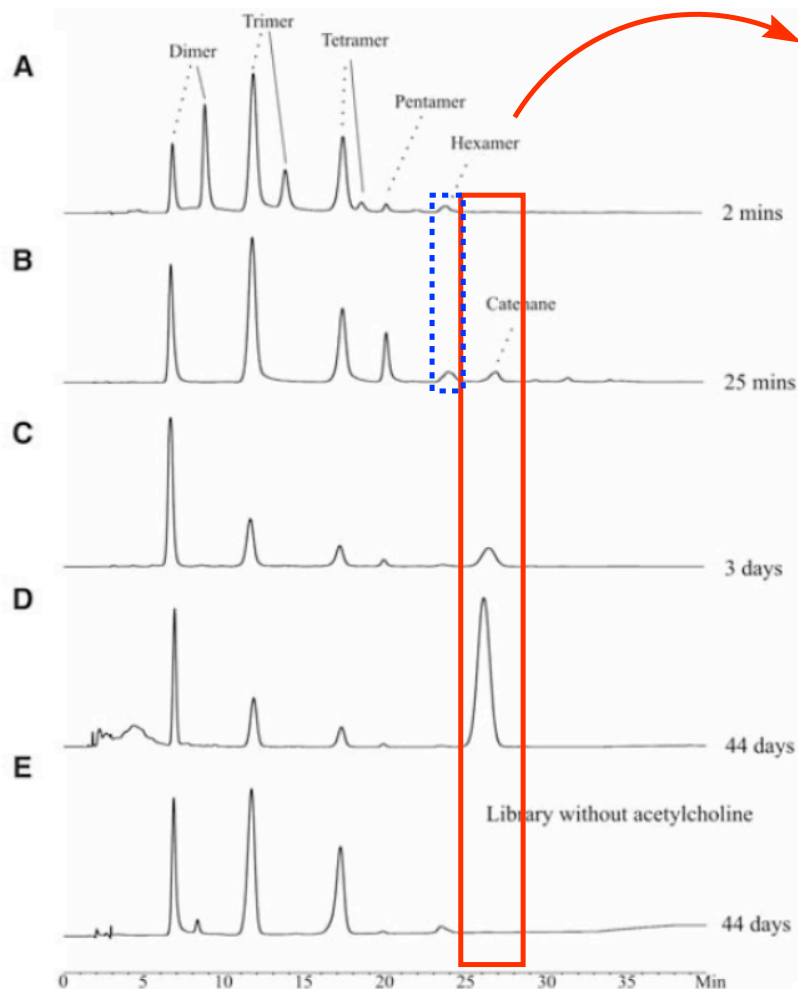 Trimer
Dimer
Tetramer
A
Pentamer
Hexamer
2 mins
B
Catenane
25 mins
C
3 days
D
44 days
E
Library without acetylcholine
44 days
0 5 10 15 20 25 30 35 Min